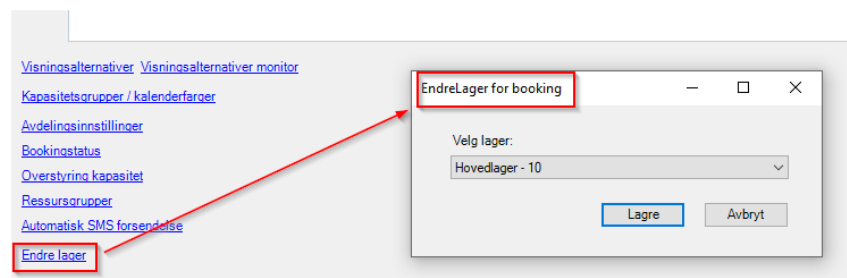 Visningsalternativer Visningsalternativer monitor
Kapasitetsgrupper / kalenderfarger
Avdelingsinnstillinger
Bookingstatus
Overstyring kapasitet
Ressursgrupper
Automatisk SMS forsendelse
Endre lager
EndreLager for booking
Velg lager:
Hovedlager - 10
Lagre Avbryt